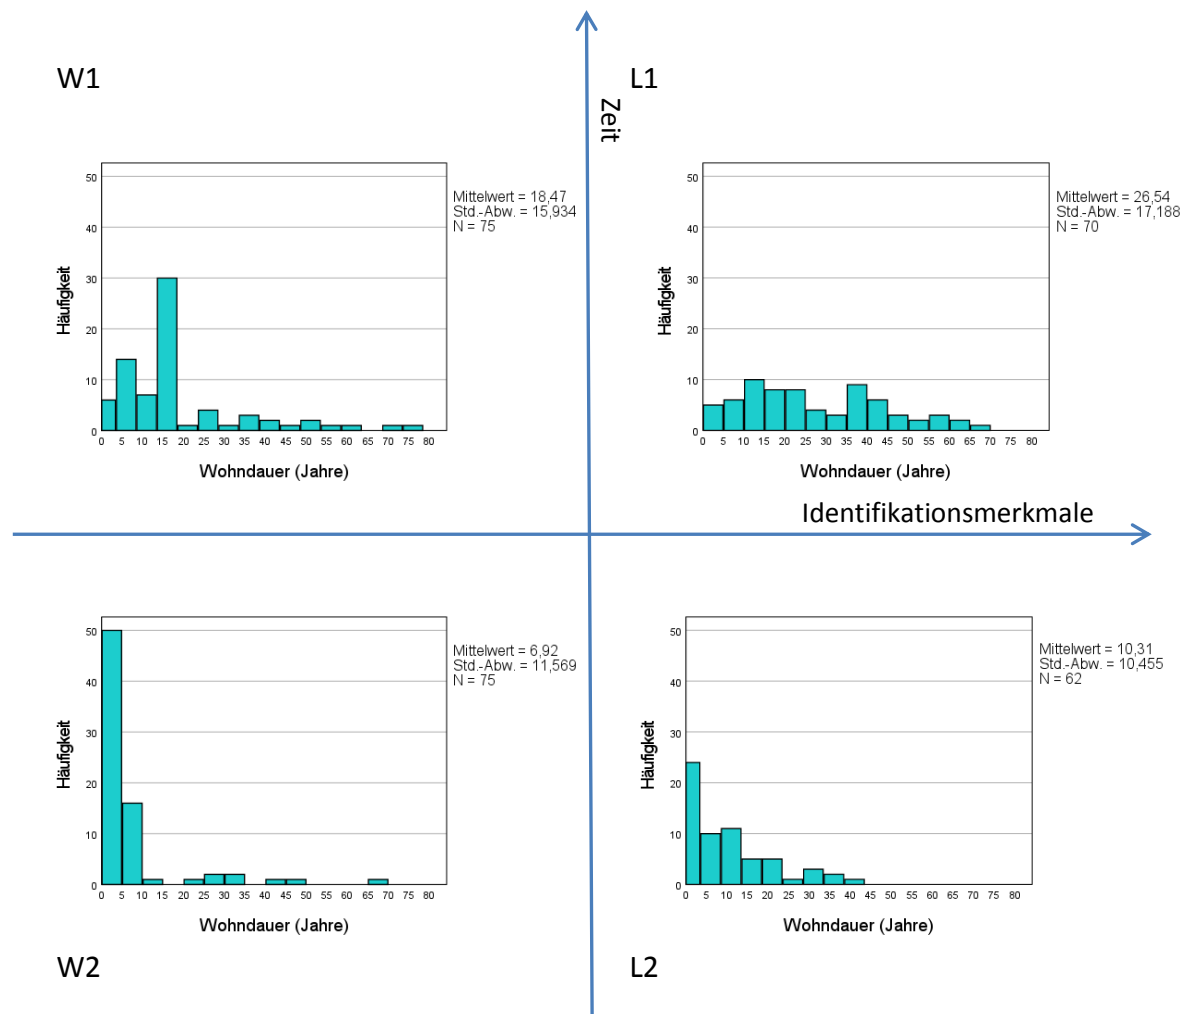 W1
L1
Zeit
50
40
30
20
10
0
Häufigkeit
0 5 10 15 20 25 30 35 40 45 50 55 60 65 70 75 80
Wohndauer (Jahre)
Mittelwert = 18,47
Std.-Abw. = 15,934
N = 75
50
40
30
20
10
0
Häufigkeit
0 5 10 15 20 25 30 35 40 45 50 55 60 65 70 75 80
Wohndauer (Jahre)
Mittelwert = 26,54
Std.-Abw. = 17,188
N = 70
Identifikationsmerkmale
50
40
30
20
10
0
Häufigkeit
0 5 10 15 20 25 30 35 40 45 50 55 60 65 70 75 80
Wohndauer (Jahre)
Mittelwert = 6,92
Std.-Abw. = 11,569
N = 75
50
40
30
20
10
0
Häufigkeit
0 5 10 15 20 25 30 35 40 45 50 55 60 65 70 75 80
Wohndauer (Jahre)
Mittelwert = 10,31
Std.-Abw. = 10,455
N = 62
W2
L2